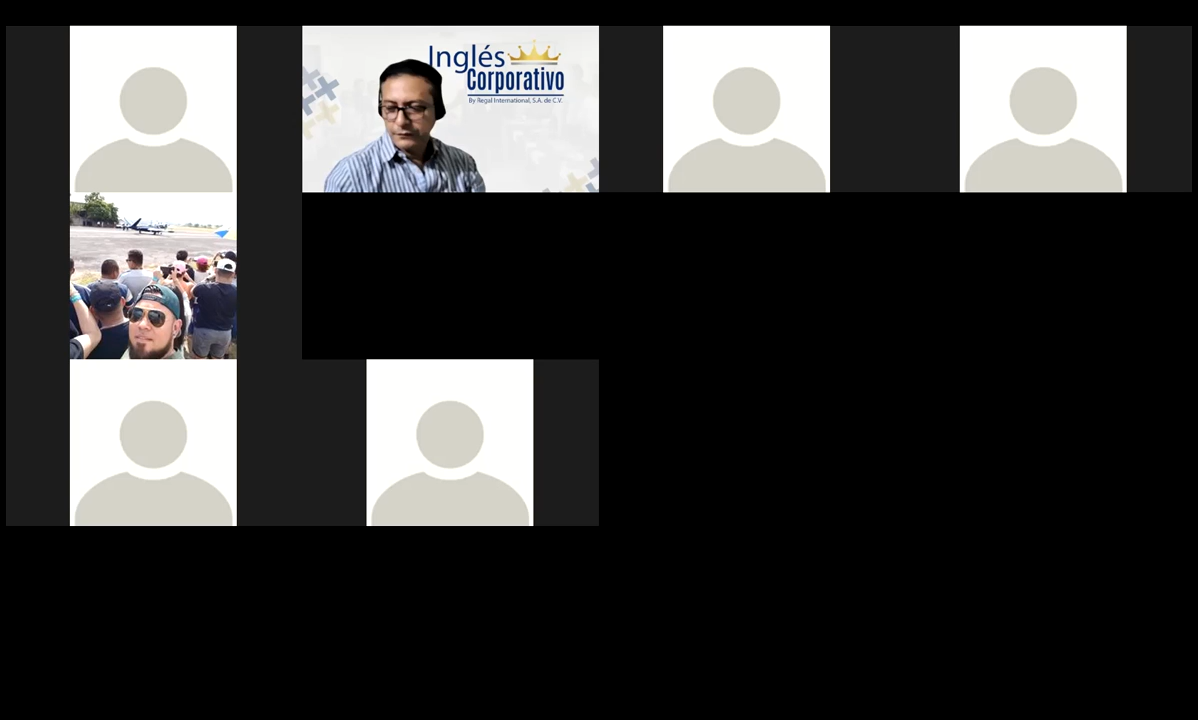 Inglés
Corporativo
By Regal International, S.A. de C.V.